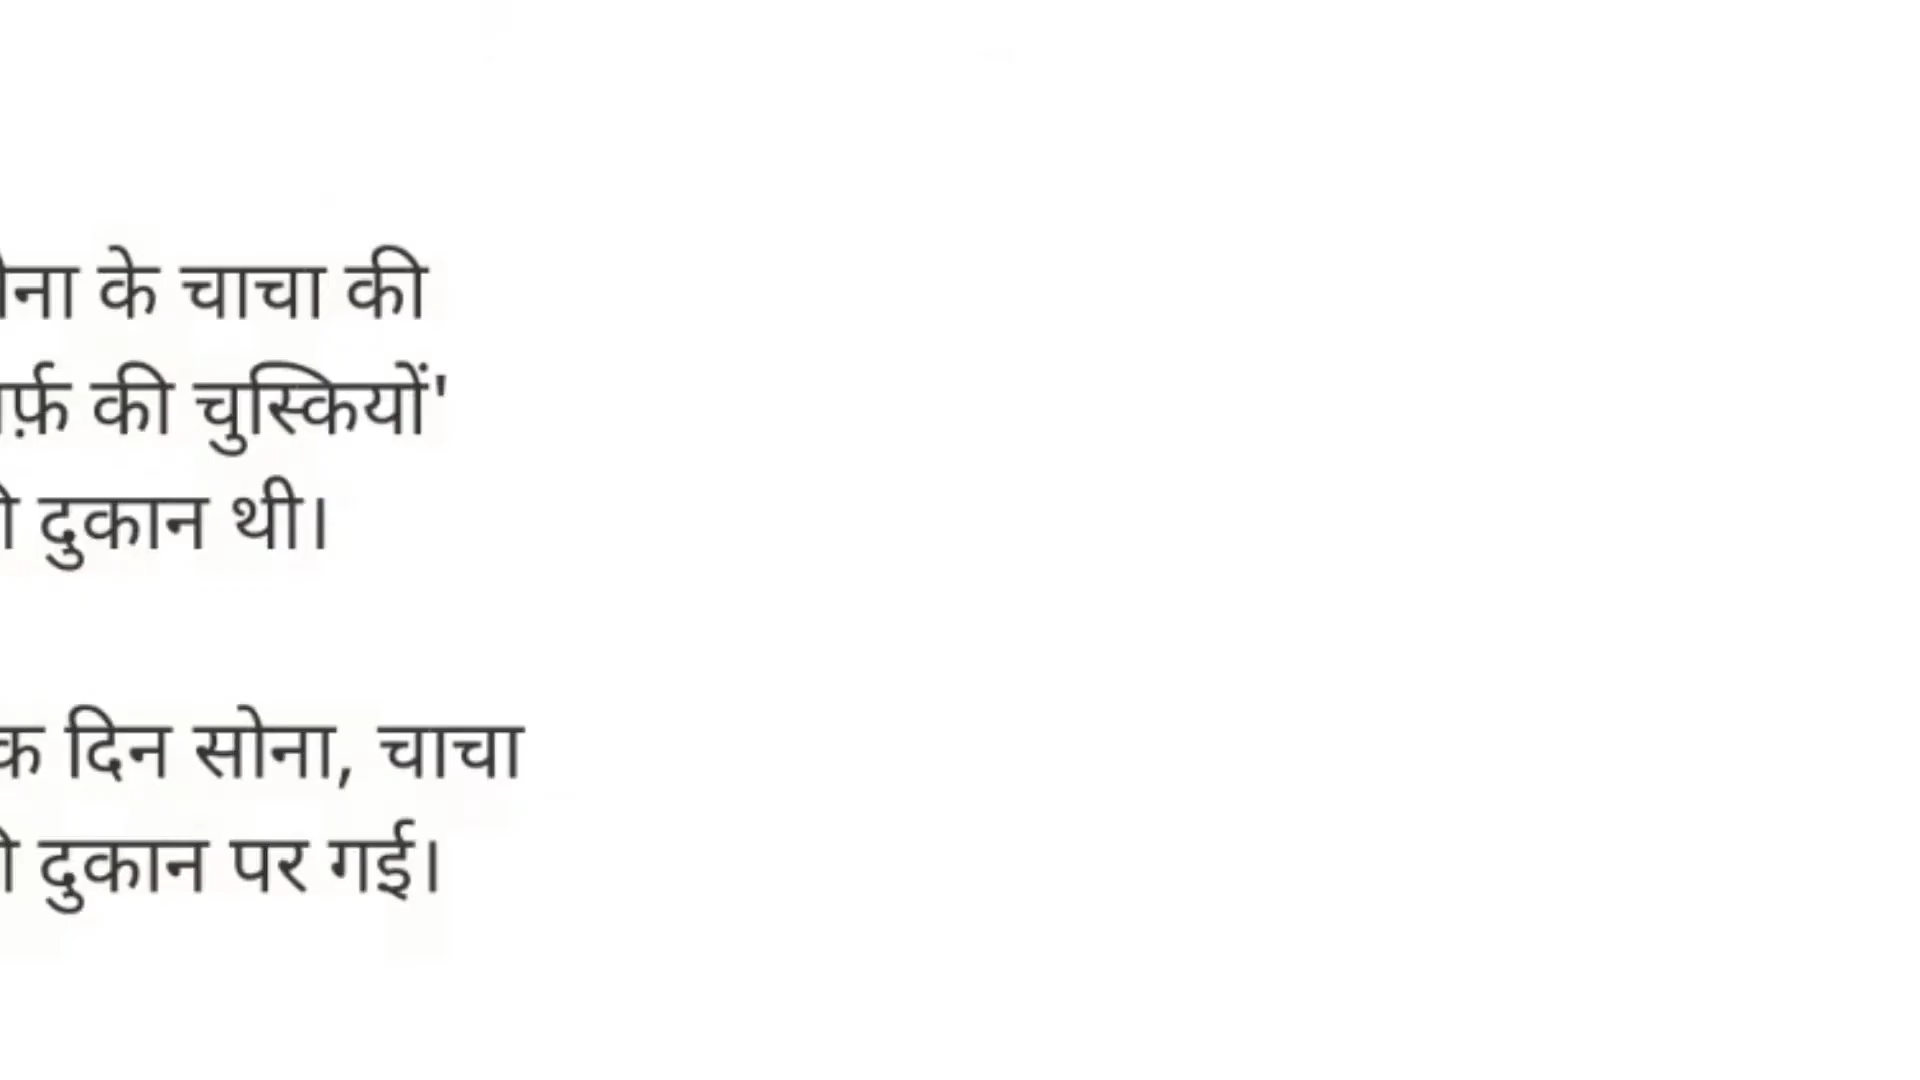 ना के चाचा की
र्फ़ की चुस्कियों'
दुकान थी।
क दिन सोना, चाचा
दुकान पर गई।